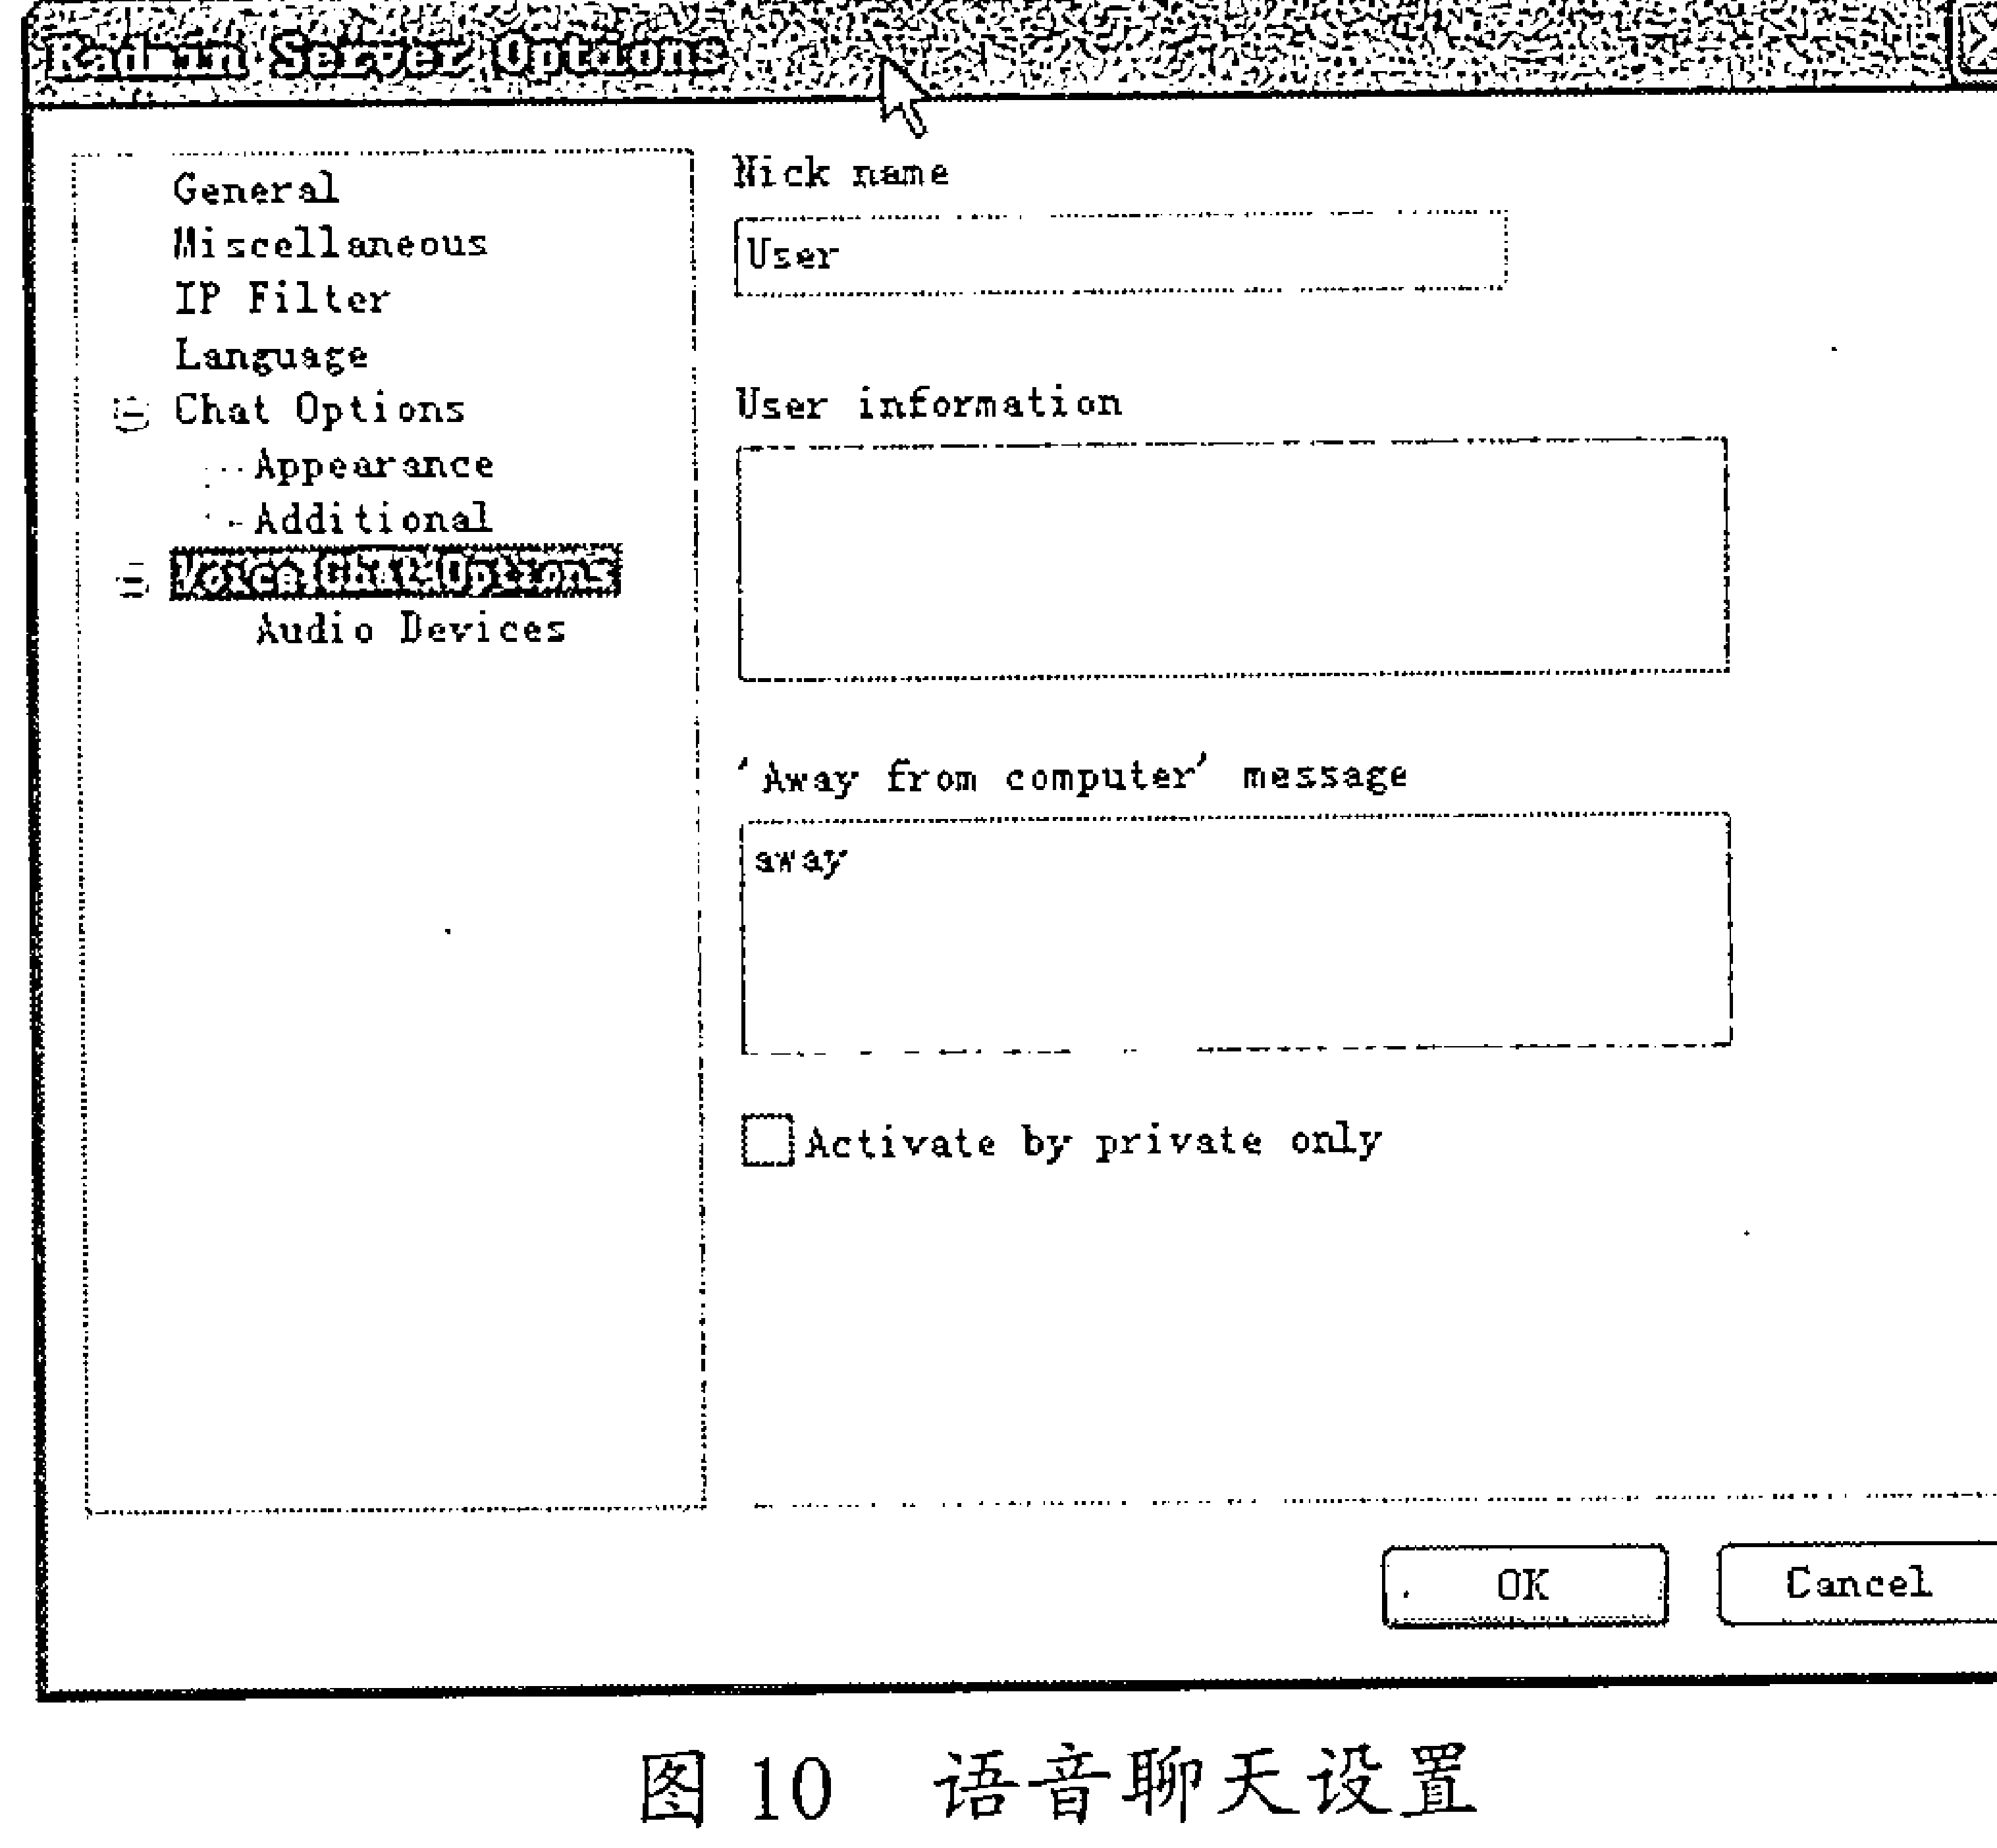 Radmin Server Options
General
Miscellaneous
IP Filter
Language
Chat Options
Appearance
Additional
Voice Chat Options
Audio Devices
Nick name
User
User information
'Away from computer' message
away
Activate by private only
OK
Cancel
图 10 语音聊天设置